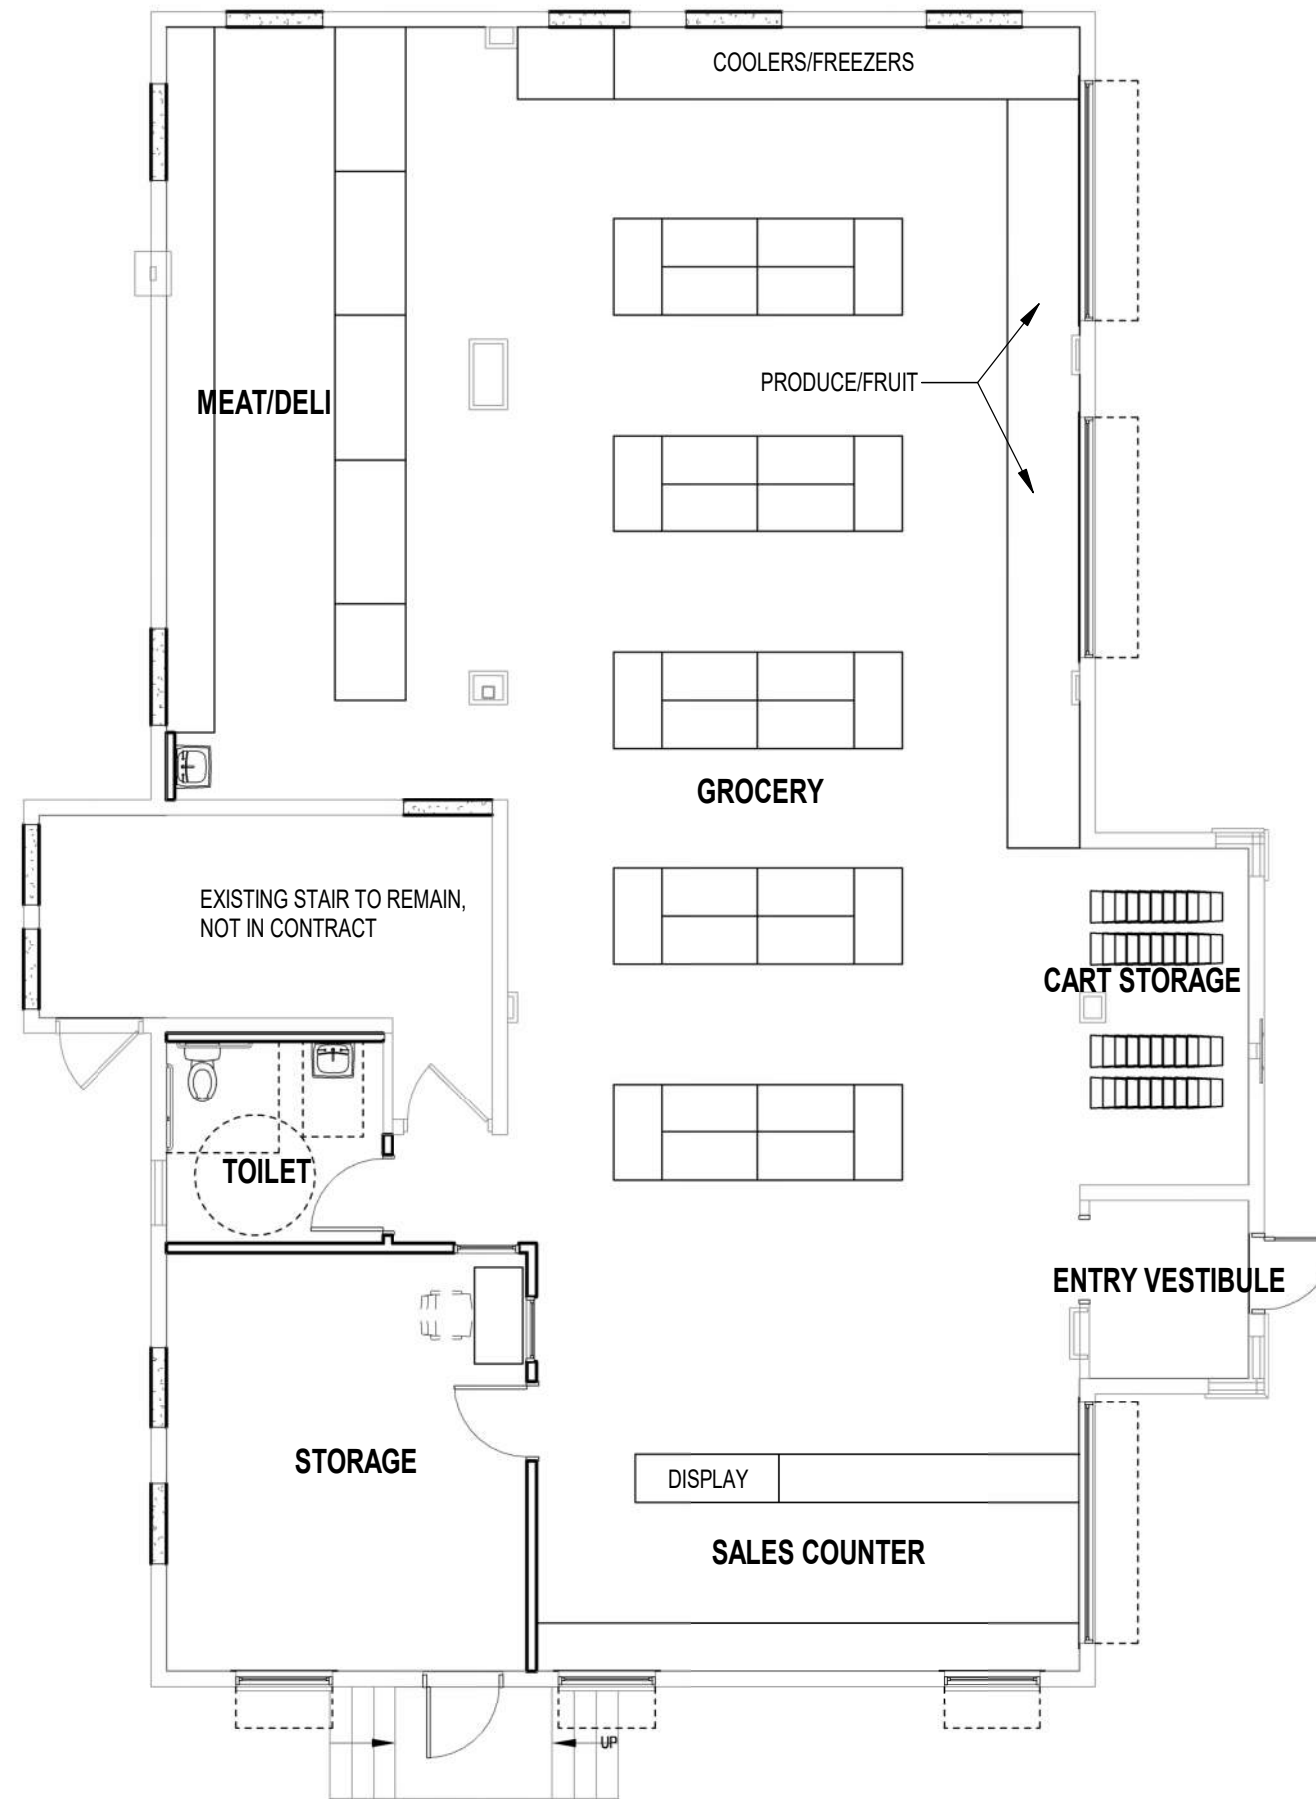 COOLERS/FREEZERS
PRODUCE/FRUIT
MEAT/DELI
GROCERY
EXISTING STAIR TO REMAIN,
NOT IN CONTRACT
CART STORAGE
TOILET
ENTRY VESTIBULE
STORAGE
DISPLAY
SALES COUNTER
UP